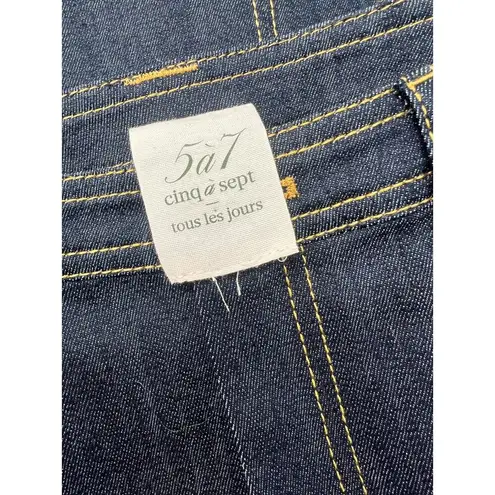 5à7
cinq à sept
tous les jours